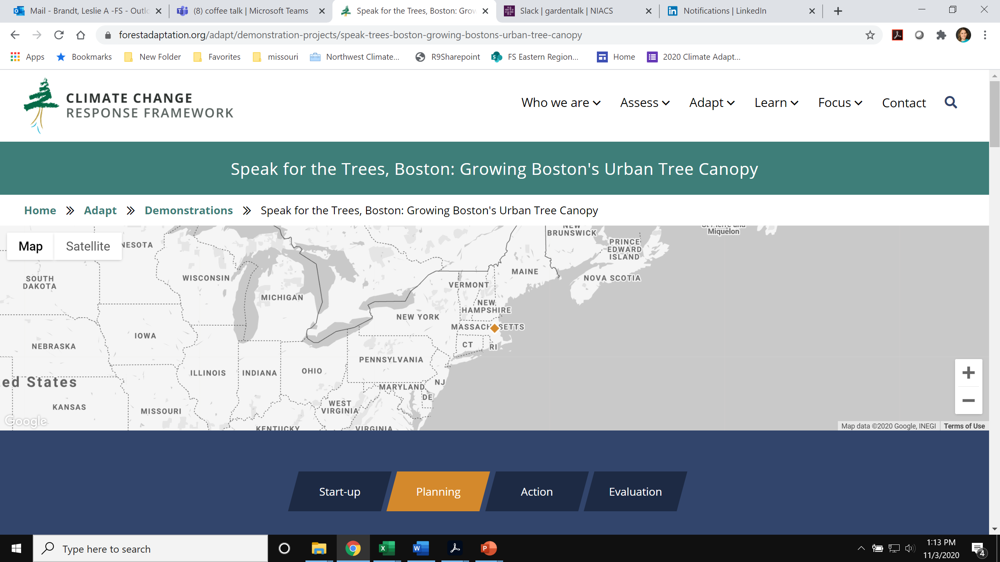 Mail - Brandt, Leslie A -FS - Outlo
(8) coffee talk | Microsoft Teams
Speak for the Trees, Boston: Grow
Slack | gardentalk | NIACS
Notifications | LinkedIn
forestadaptation.org/adapt/demonstration-projects/speak-trees-boston-growing-bostons-urban-tree-canopy
Apps
Bookmarks
New Folder
Favorites
missouri
Northwest Climate...
R9Sharepoint
FS Eastern Region...
Home
2020 Climate Adapt...
CLIMATE CHANGE
RESPONSE FRAMEWORK
Who we are
Assess
Adapt
Learn
Focus
Contact
Speak for the Trees, Boston: Growing Boston's Urban Tree Canopy
Home » Adapt » Demonstrations » Speak for the Trees, Boston: Growing Boston's Urban Tree Canopy
Map
Satellite
NESOTA
SOUTH
DAKOTA
WISCONSIN
MICHIGAN
IOWA
NEBRASKA
ILLINOIS
INDIANA
OHIO
ed States
KANSAS
MISSOURI
KENTUCKY
WEST
VIRGINIA
VIRGINIA
PENNSYLVANIA
MARYLAND
DE
NJ
NEW YORK
VERMONT
NEW
HAMPSHIRE
MASSACH SETTS
CT
RI
MAINE
NEW
BRUNSWICK
PRINCE
EDWARD
ISLAND
NOVA SCOTIA
St Pierre and
Miquelon
Google
Map data ©2020 Google, INEGI
Terms of Use
Start-up
Planning
Action
Evaluation
Type here to search
1:13 PM
11/3/2020
4